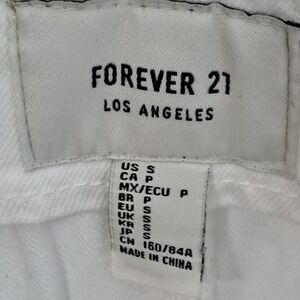 FOREVER 21
LOS ANGELES
US S
CA P
MX/ECU P
BR P
EU S
UK S
KR S
JP S
CN 160/84A
MADE IN CHINA